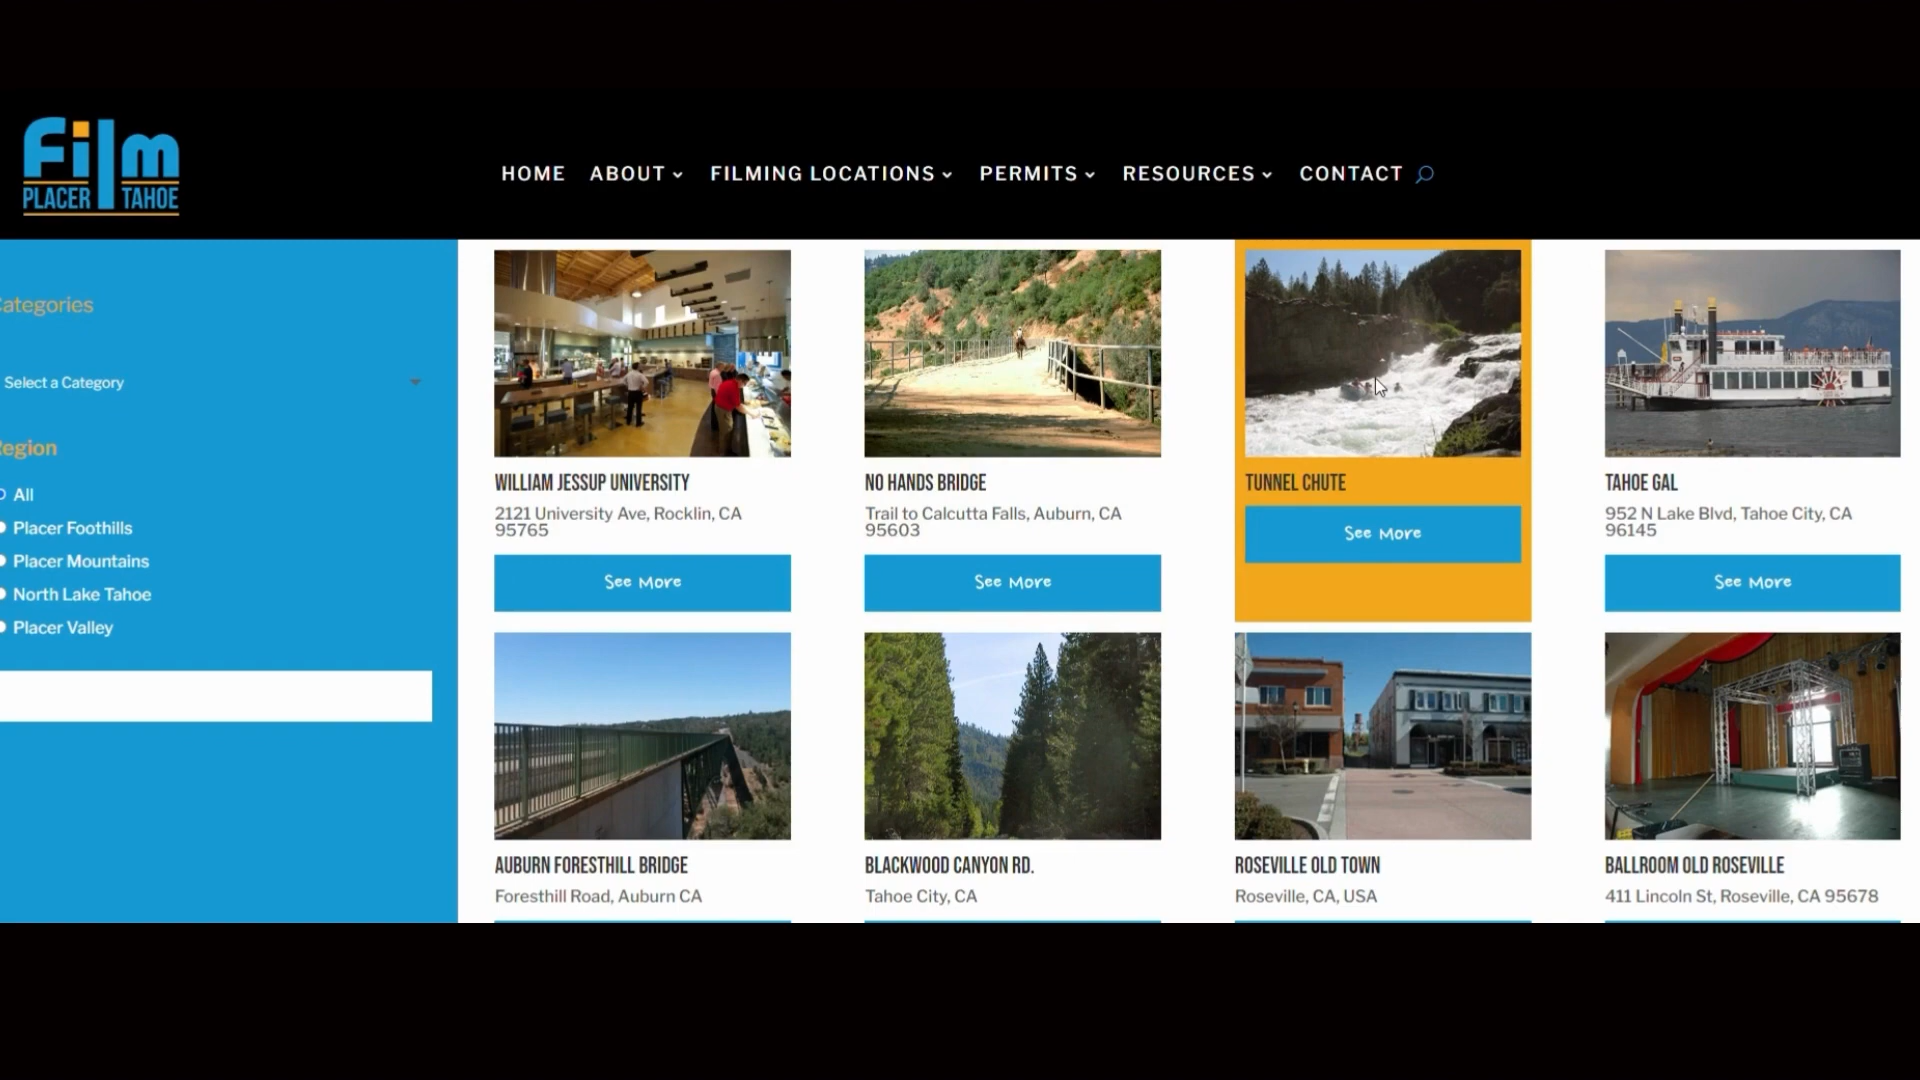 Film
PLACER TAHOE
HOME ABOUT FILMING LOCATIONS PERMITS RESOURCES CONTACT
ategories
Select a Category
egion
All
Placer Foothills
Placer Mountains
North Lake Tahoe
Placer Valley
WILLIAM JESSUP UNIVERSITY
2121 University Ave, Rocklin, CA
95765
See More
NO HANDS BRIDGE
Trail to Calcutta Falls, Auburn, CA
95603
See More
TUNNEL CHUTE
See More
TAHOE GAL
952 N Lake Blvd, Tahoe City, CA
96145
See More
AUBURN FORESTHILL BRIDGE
Foresthill Road, Auburn CA
BLACKWOOD CANYON RD.
Tahoe City, CA
ROSEVILLE OLD TOWN
Roseville, CA, USA
BALLROOM OLD ROSEVILLE
411 Lincoln St, Roseville, CA 95678